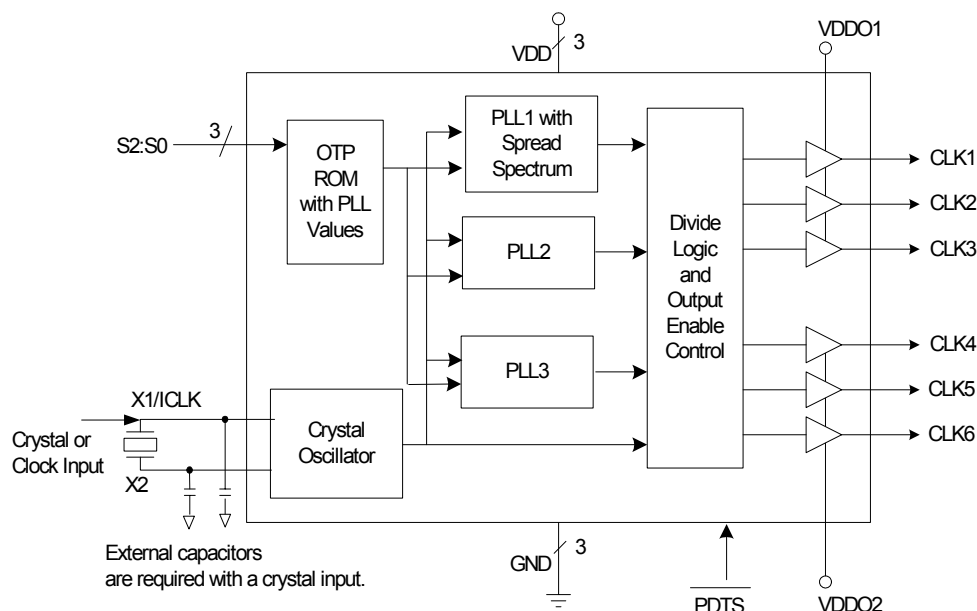 VDD
3
VDDO1
S2:S0
3
OTP
ROM
with PLL
Values
PLL1 with
Spread
Spectrum
PLL2
PLL3
Divide
Logic
and
Output
Enable
Control
CLK1
CLK2
CLK3
CLK4
CLK5
CLK6
X1/ICLK
Crystal or
Clock Input
X2
Crystal
Oscillator
External capacitors
are required with a crystal input.
GND
3
PDTS
VDDO2